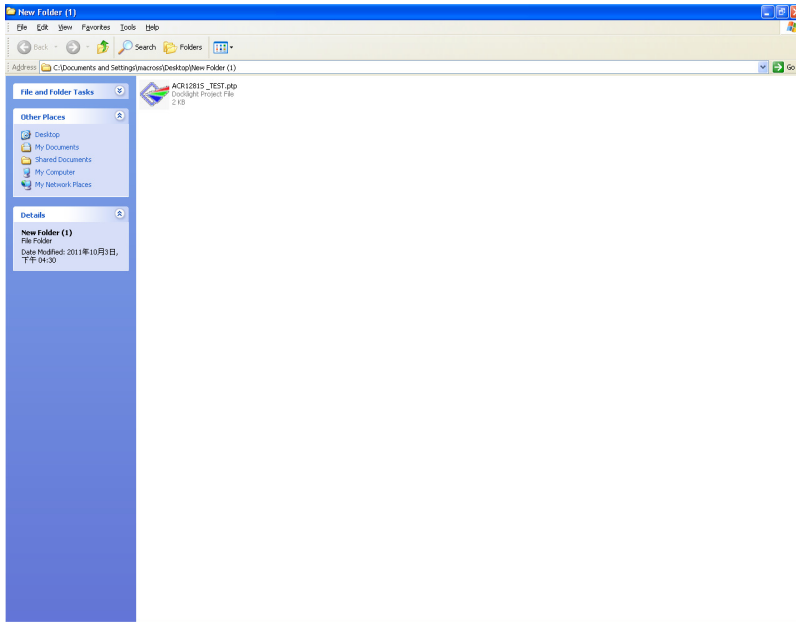 New Folder (1)
File Edit View Favorites Tools Help
Back Search Folders
Address C:\Documents and Settings\macross\Desktop\New Folder (1) Go
File and Folder Tasks
Other Places
Desktop
My Documents
Shared Documents
My Computer
My Network Places
Details
New Folder (1)
File Folder
Date Modified: 2011年10月3日,
下午 04:30
ACR1281S _TEST.ptp
Docklight Project File
2 KB